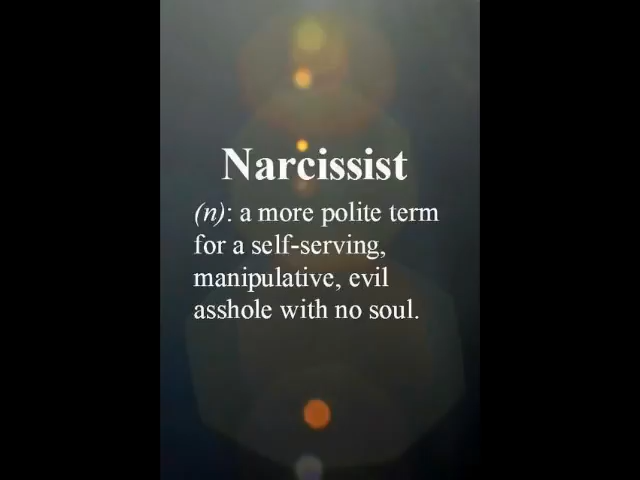 Narcissist
(n): a more polite term
for a self-serving,
manipulative, evil
asshole with no soul.